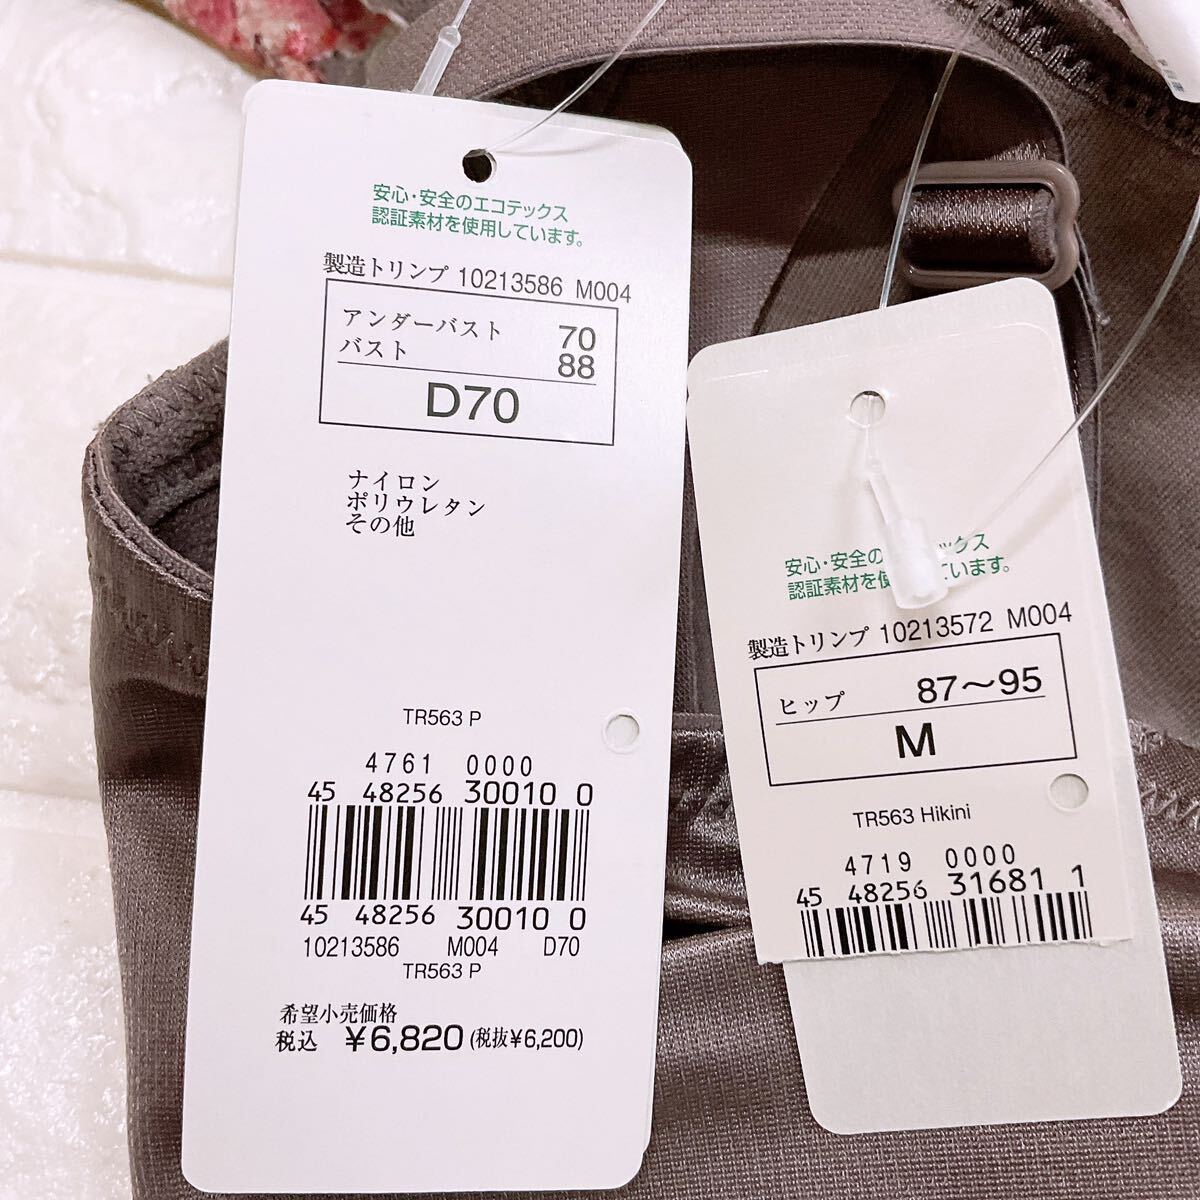 安心・安全のエコテックス
認証素材を使用しています。
製造トリンプ 10213586 M004
アンダーバスト 70
バスト 88
D70
ナイロン
ポリウレタン
その他
TR563 P
4761 0000
45 48256 30010 0
45 48256 30010 0
10213586 M004 D70
TR563 P
希望小売価格
税込 ¥6,820 (税抜¥6,200)
安心・安全の ックス
認証素材を使 ています。
製造トリンプ 10213572 M004
ヒップ 87〜95
M
TR563 Hikini
4719 0000
45 48256 31681 1